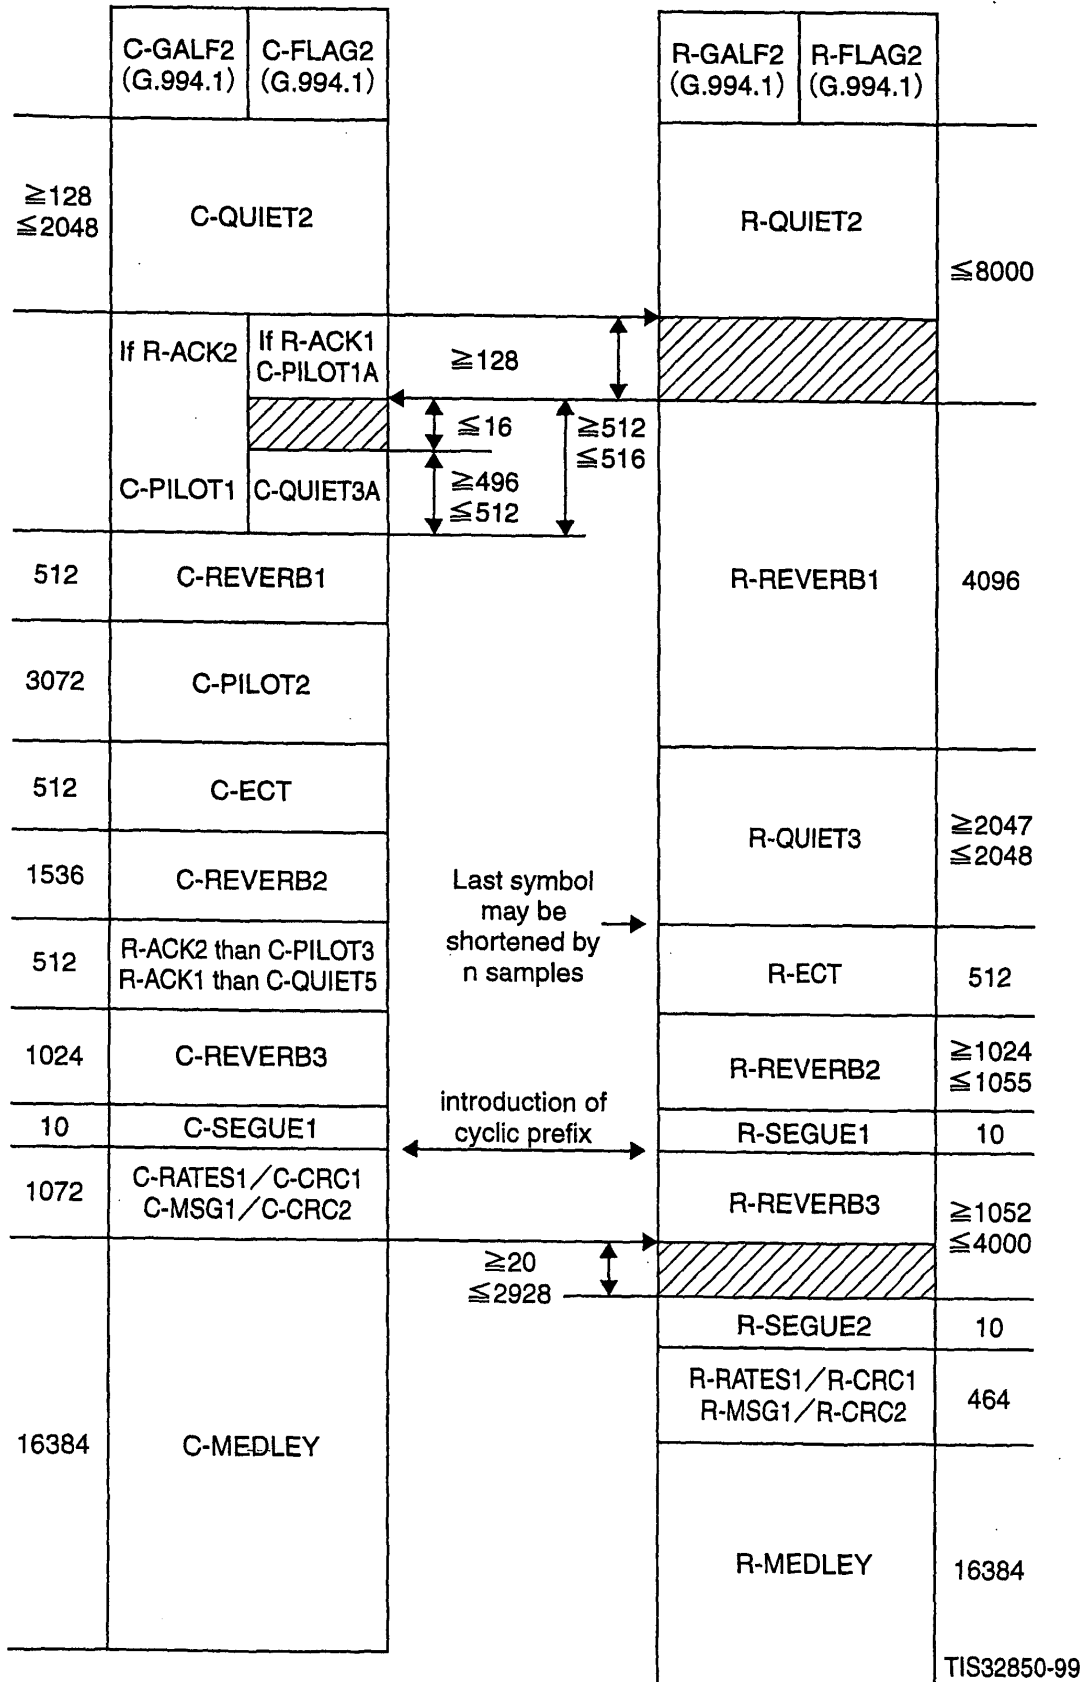 C-GALF2
(G.994.1)
C-FLAG2
(G.994.1)
R-GALF2
(G.994.1)
R-FLAG2
(G.994.1)
≧128
≦2048
C-QUIET2
R-QUIET2
≦8000
If R-ACK2
If R-ACK1
C-PILOT1A
≧128
≦16
≧512
≦516
C-PILOT1
C-QUIET3A
≧496
≦512
512
C-REVERB1
R-REVERB1
4096
3072
C-PILOT2
512
C-ECT
R-QUIET3
≧2047
≦2048
1536
C-REVERB2
Last symbol
may be
shortened by
n samples
512
R-ACK2 than C-PILOT3
R-ACK1 than C-QUIET5
R-ECT
512
1024
C-REVERB3
R-REVERB2
≧1024
≦1055
introduction of
cyclic prefix
10
C-SEGUE1
R-SEGUE1
10
1072
C-RATES1/C-CRC1
C-MSG1/C-CRC2
R-REVERB3
≧1052
≦4000
≧20
≦2928
R-SEGUE2
10
R-RATES1/R-CRC1
R-MSG1/R-CRC2
464
16384
C-MEDLEY
R-MEDLEY
16384
TIS32850-99